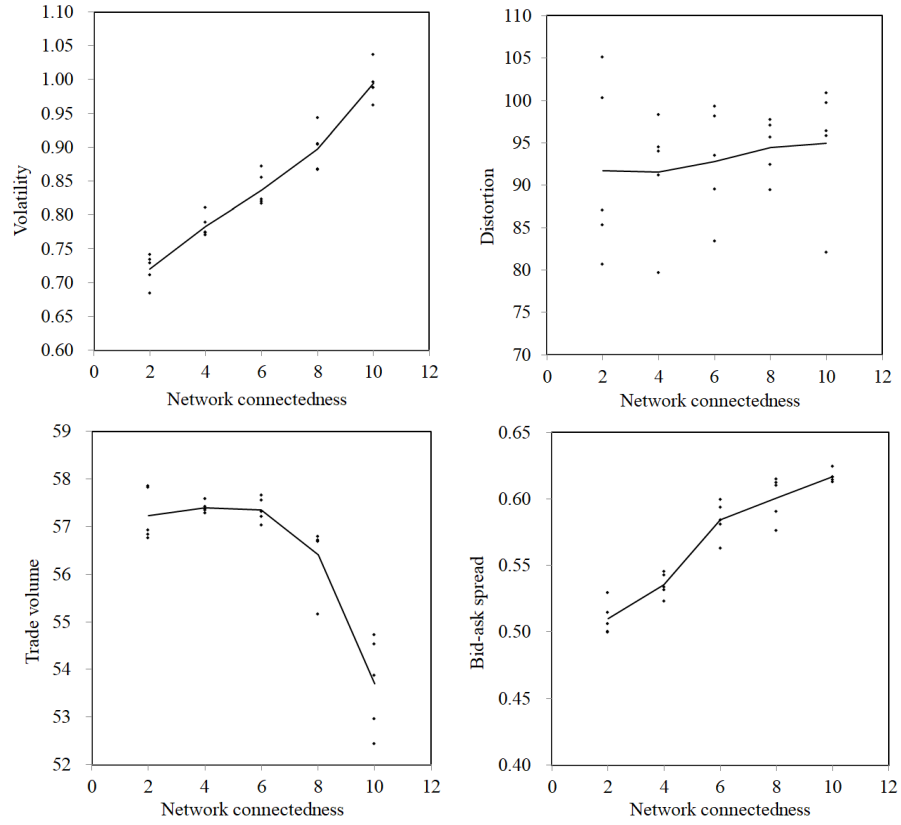 Volatility
1.10
1.05
1.00
0.95
0.90
0.85
0.80
0.75
0.70
0.65
0.60
0 2 4 6 8 10 12
Network connectedness
Distortion
110
105
100
95
90
85
80
75
70
0 2 4 6 8 10 12
Network connectedness
Trade volume
59
58
57
56
55
54
53
52
0 2 4 6 8 10 12
Network connectedness
Bid-ask spread
0.65
0.60
0.55
0.50
0.45
0.40
0 2 4 6 8 10 12
Network connectedness